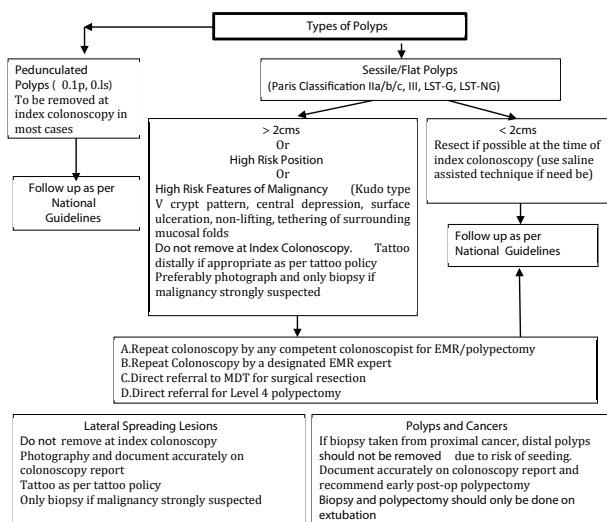 Types of Polyps
Pedunculated
Polyps ( 0.1p, 0.ls)
To be removed at
index colonoscopy in
most cases
Sessile/Flat Polyps
(Paris Classification IIa/b/c, III, LST-G, LST-NG)
> 2cms
Or
High Risk Position
Or
High Risk Features of Malignancy (Kudo type
V crypt pattern, central depression, surface
ulceration, non-lifting, tethering of surrounding
mucosal folds
Do not remove at Index Colonoscopy. Tattoo
distally if appropriate as per tattoo policy
Preferably photograph and only biopsy if
malignancy strongly suspected
< 2cms
Resect if possible at the time of
index colonoscopy (use saline
assisted technique if need be)
Follow up as per
National
Guidelines
Follow up as per
National Guidelines
A.Repeat colonoscopy by any competent colonoscopist for EMR/polypectomy
B.Repeat Colonoscopy by a designated EMR expert
C.Direct referral to MDT for surgical resection
D.Direct referral for Level 4 polypectomy
Lateral Spreading Lesions
Do not remove at index colonoscopy
Photography and document accurately on
colonoscopy report
Tattoo as per tattoo policy
Only biopsy if malignancy strongly suspected
Polyps and Cancers
If biopsy taken from proximal cancer, distal polyps
should not be removed due to risk of seeding.
Document accurately on colonoscopy report and
recommend early post-op polypectomy
Biopsy and polypectomy should only be done on
extubation